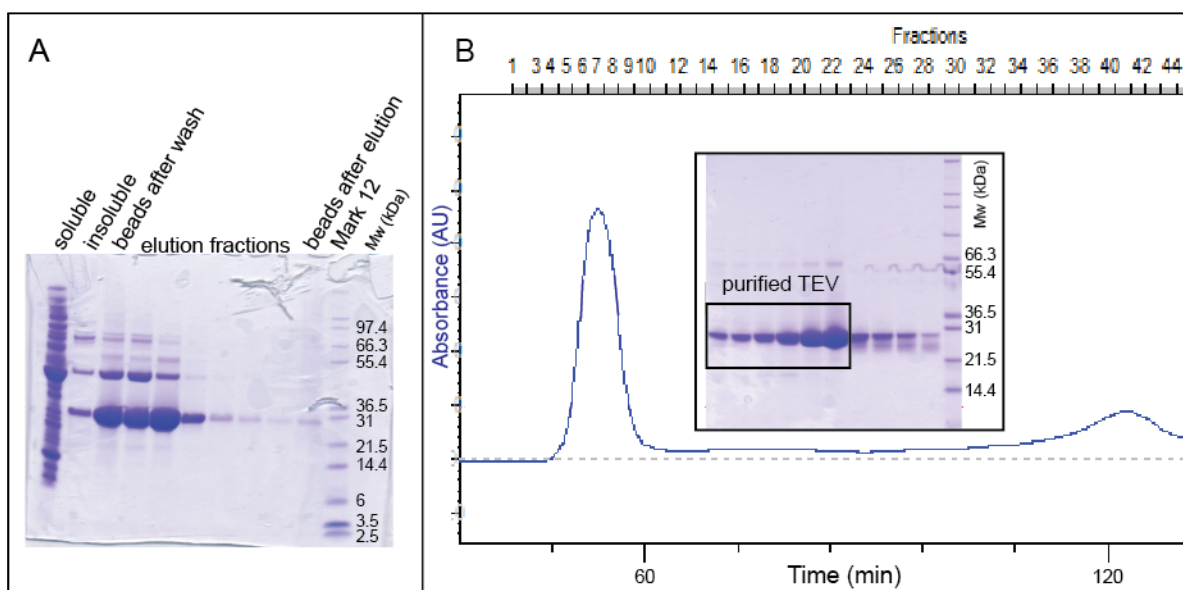 A
soluble
insoluble
beads after wash
elution fractions
beads after elution
Mark 12
Mw (kDa)
97.4
66.3
55.4
36.5
31
21.5
14.4
6
3.5
2.5
B
Fractions
1 3 4 5 6 7 8 9 10 12 14 16 18 20 22 24 26 28 30 32 34 36 38 40 44
Absorbance (AU)
purified TEV
Mw (kDa)
66.3
55.4
36.5
31
21.5
14.4
60 Time (min) 120